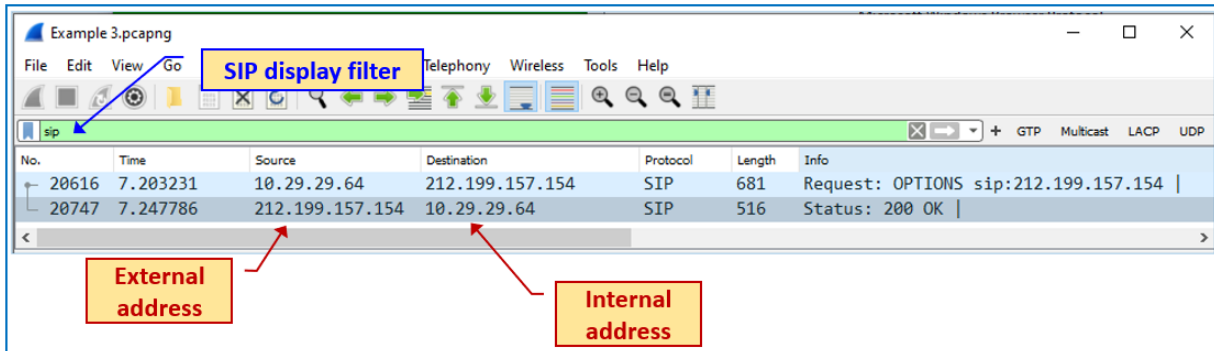 Example 3.pcapng
File Edit View Go Telephony Wireless Tools Help
SIP display filter
sip + GTP Multicast LACP UDP
No. Time Source Destination Protocol Length Info
20616 7.203231 10.29.29.64 212.199.157.154 SIP 681 Request: OPTIONS sip:212.199.157.154 |
20747 7.247786 212.199.157.154 10.29.29.64 SIP 516 Status: 200 OK |
External
address
Internal
address